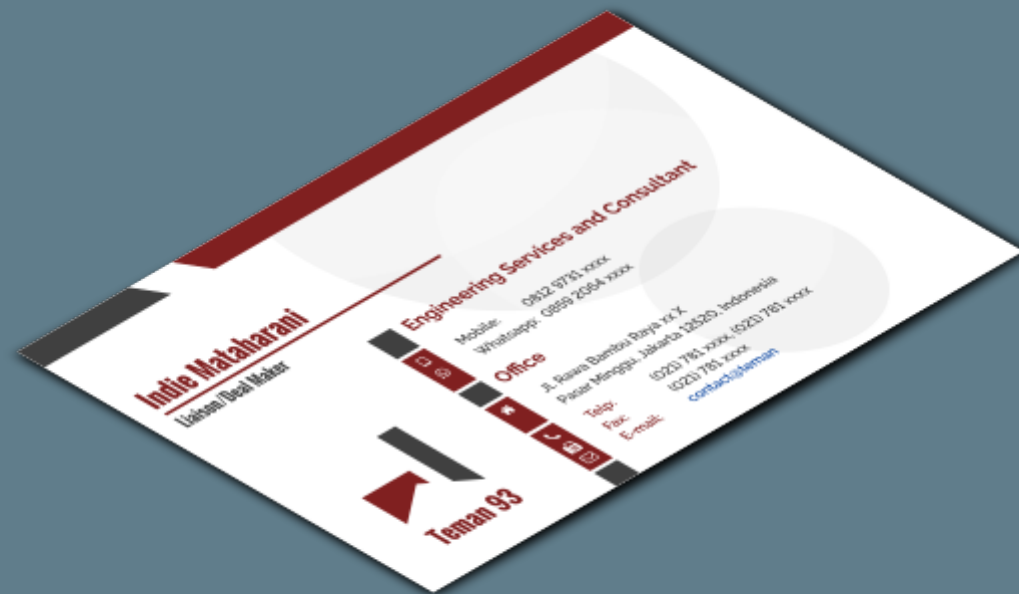 Indie Mataharani
Liaison/Deal Maker
Teman 93
Engineering Services and Consultant
Mobile: 0812 9731 xxxx
Whatsapp: 0899 2064 xxxx
Office
Jl. Rawa Bambu Raya xx X
Pasar Minggu, Jakarta 12520, Indonesia
Telp: (021) 781 xxxx, (021) 781 xxxx
Fax: (021) 781 xxxx
E-mail: contact@teman